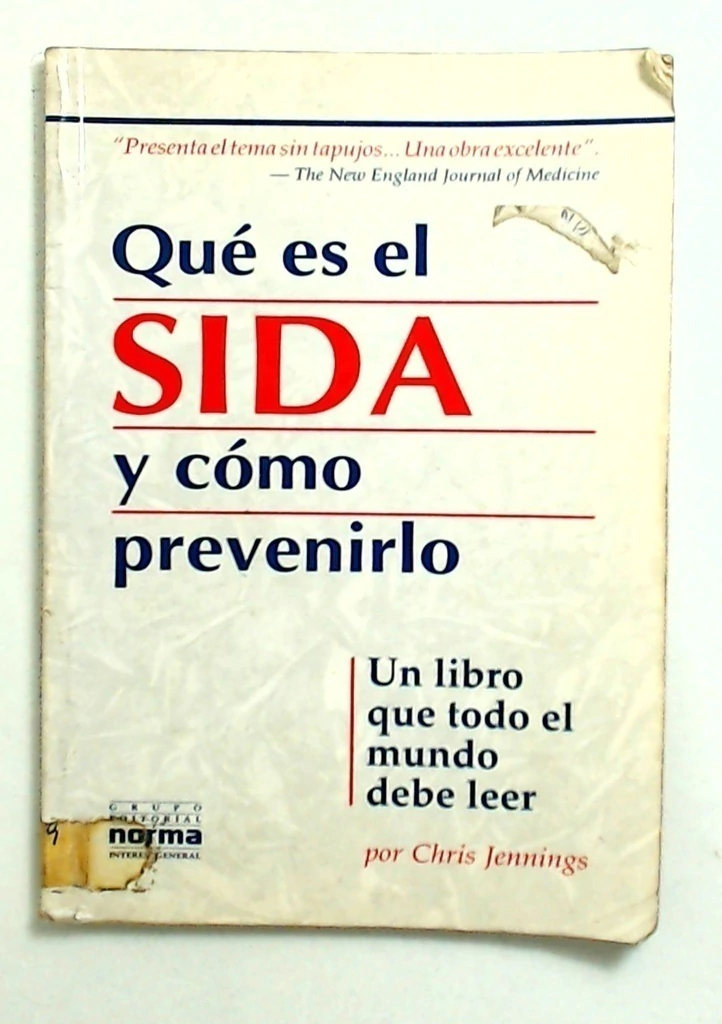 “Presenta el tema sin tapujos... Una obra excelente”.
— The New England Journal of Medicine
Qué es el
SIDA
y cómo
prevenirlo
Un libro
que todo el
mundo
debe leer
por Chris Jennings
GRUPO
EDITORIAL
norma
INTERÉS GENERAL
9